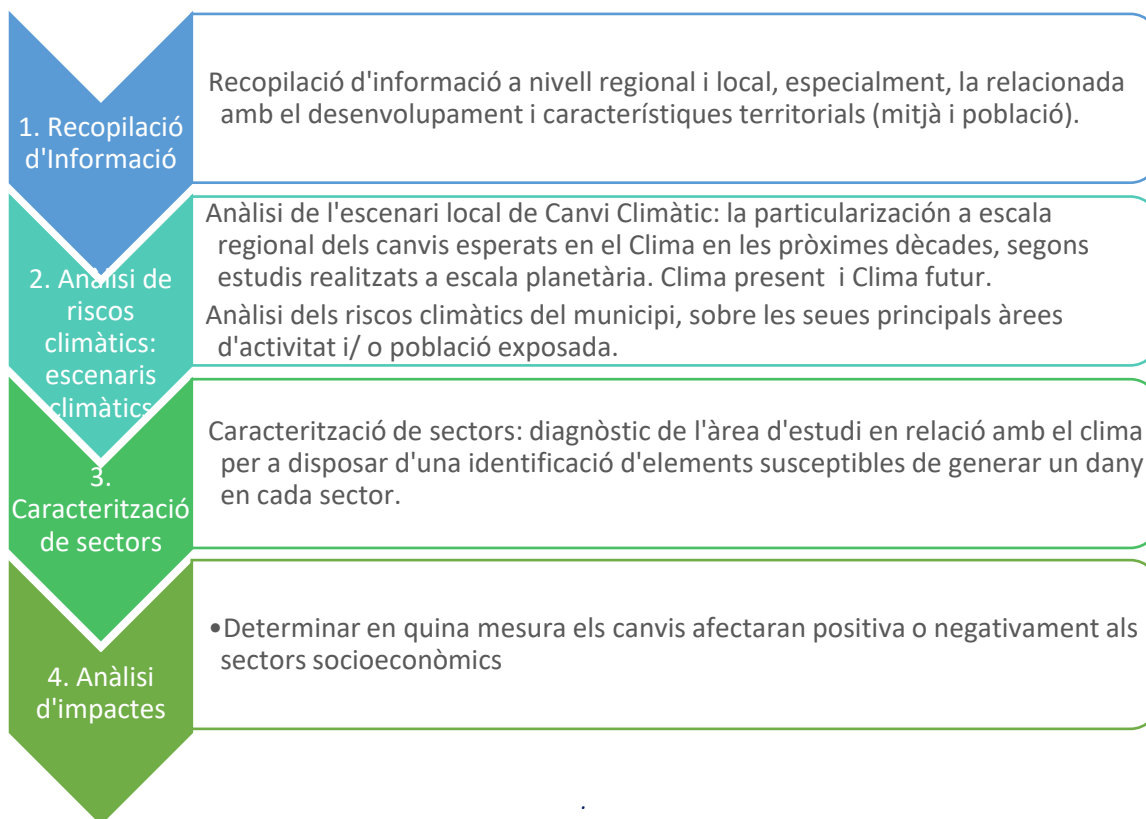 1. Recopilació
d'Informació
Recopilació d'informació a nivell regional i local, especialment, la relacionada
amb el desenvolupament i característiques territorials (mitjà i població).
2. Anàlisi de
riscos
climàtics:
escenaris
climàtics
Anàlisi de l'escenari local de Canvi Climàtic: la particularización a escala
regional dels canvis esperats en el Clima en les pròximes dècades, segons
estudis realitzats a escala planetària. Clima present i Clima futur.
Anàlisi dels riscos climàtics del municipi, sobre les seues principals àrees
d'activitat i/ o població exposada.
3.
Caracterització
de sectors
Caracterització de sectors: diagnòstic de l'àrea d'estudi en relació amb el clima
per a disposar d'una identificació d'elements susceptibles de generar un dany
en cada sector.
4. Anàlisi
d'impactes
•Determinar en quina mesura els canvis afectaran positiva o negativament als
sectors socioeconòmics
.